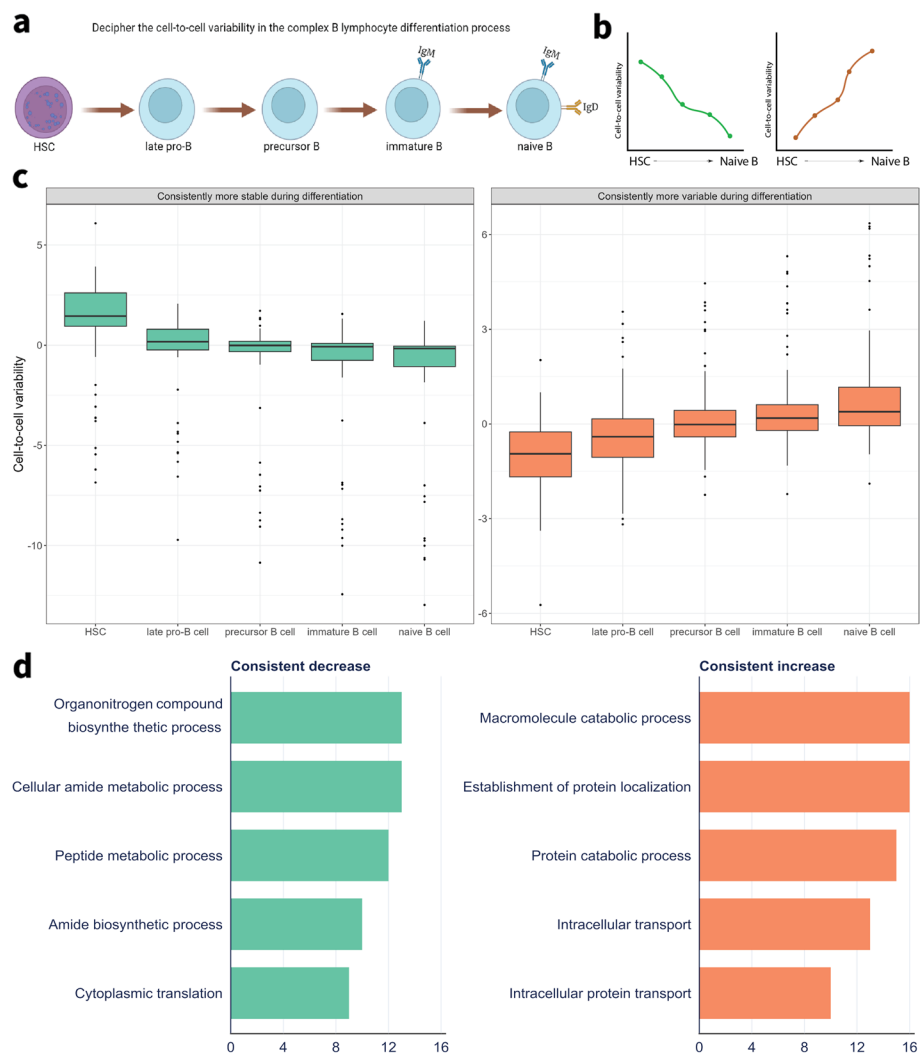 a
Decipher the cell-to-cell variability in the complex B lymphocyte differentiation process
IgM
IgM
IgD
HSC
late pro-B
precursor B
immature B
naive B
b
Cell-to-cell variability
HSC
Naive B
Cell-to-cell variability
HSC
Naive B
c
Consistently more stable during differentiation
Consistently more variable during differentiation
Cell-to-cell variability
5
0
-5
-10
HSC
late pro-B cell
precursor B cell
immature B cell
naive B cell
6
3
0
-3
-6
HSC
late pro-B cell
precursor B cell
immature B cell
naive B cell
d
Consistent decrease
Organonitrogen compound
biosynthe thetic process
Cellular amide metabolic process
Peptide metabolic process
Amide biosynthetic process
Cytoplasmic translation
0 4 8 12 16
Consistent increase
Macromolecule catabolic process
Establishment of protein localization
Protein catabolic process
Intracellular transport
Intracellular protein transport
0 4 8 12 16